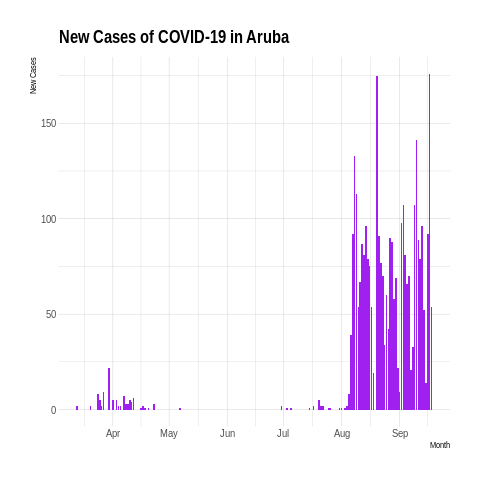 New Cases of COVID-19 in Aruba
New Cases
150
100
50
0
Apr May Jun Jul Aug Sep
Month